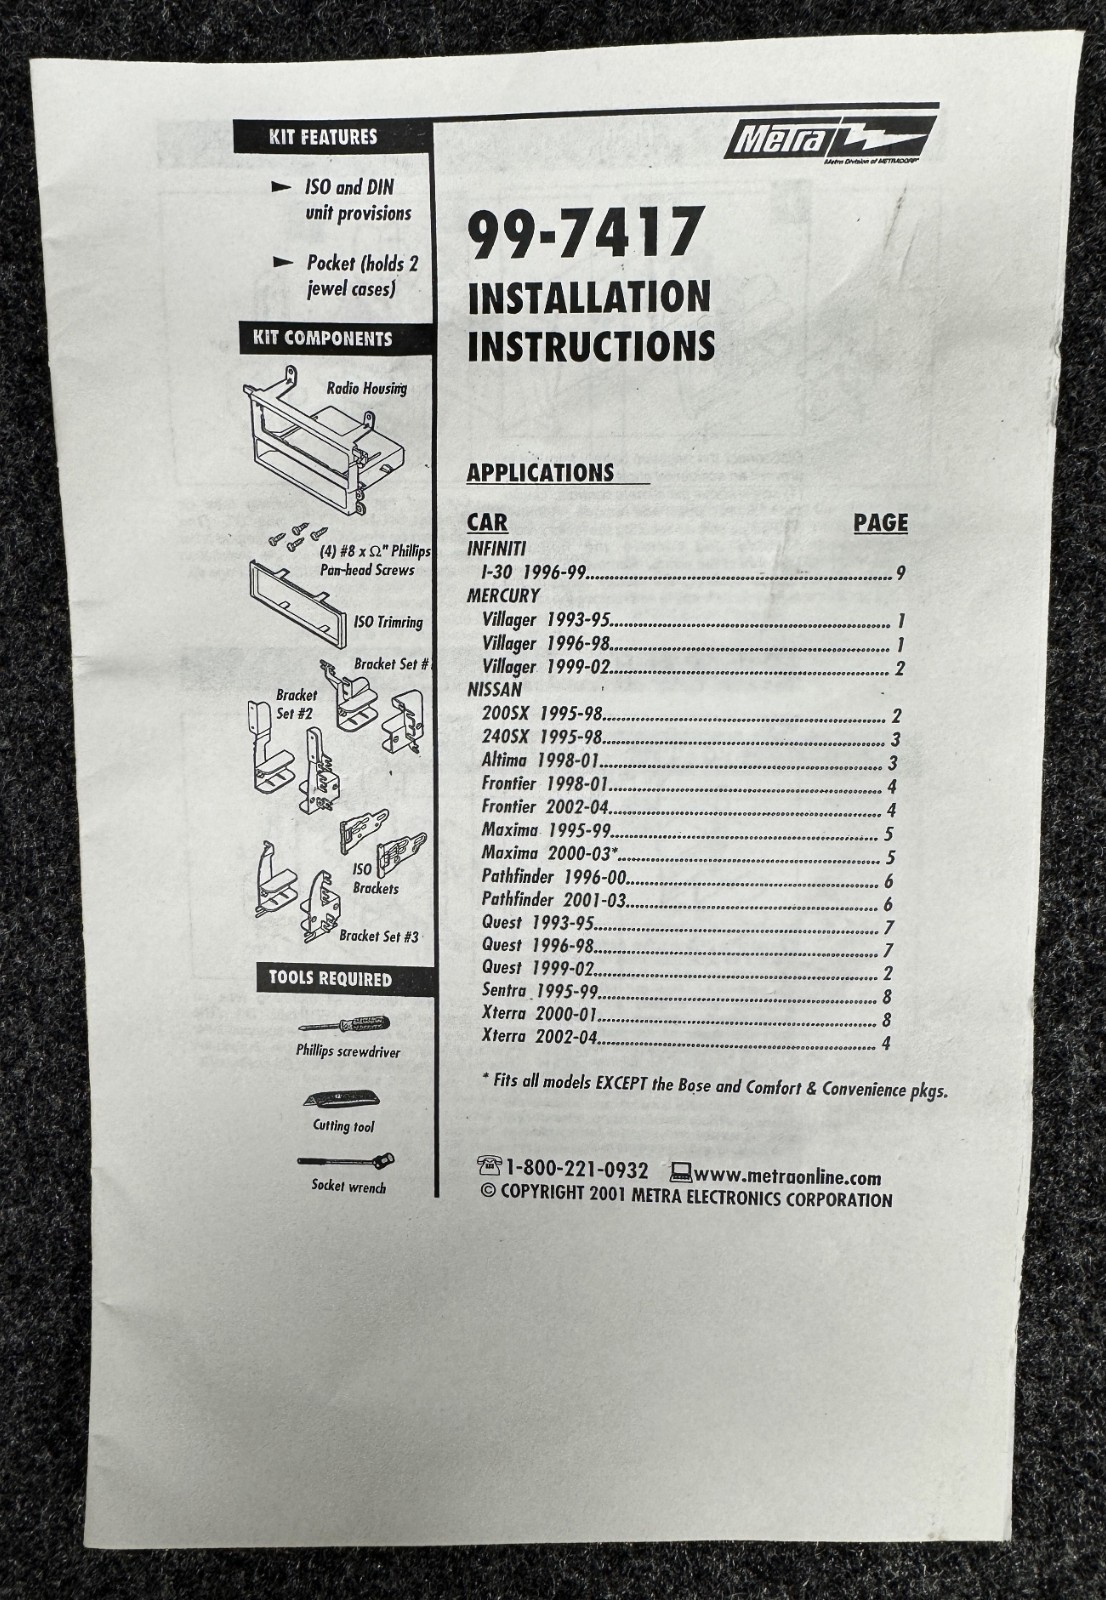 KIT FEATURES
► ISO and DIN
unit provisions
► Pocket (holds 2
jewel cases)
KIT COMPONENTS
Radio Housing
(4) #8 x Ω" Phillips
Pan-head Screws
ISO Trimring
Bracket Set #
Bracket
Set #2
ISO
Brackets
Bracket Set #3
TOOLS REQUIRED
Phillips screwdriver
Cutting tool
Socket wrench
Metra
Metra Division of METRACORP
99-7417
INSTALLATION
INSTRUCTIONS
APPLICATIONS
CAR PAGE
INFINITI
I-30 1996-99 9
MERCURY
Villager 1993-95 1
Villager 1996-98 1
Villager 1999-02 2
NISSAN
200SX 1995-98 2
240SX 1995-98 3
Altima 1998-01 3
Frontier 1998-01 4
Frontier 2002-04 4
Maxima 1995-99 5
Maxima 2000-03* 5
Pathfinder 1996-00 6
Pathfinder 2001-03 6
Quest 1993-95 7
Quest 1996-98 7
Quest 1999-02 2
Sentra 1995-99 8
Xterra 2000-01 8
Xterra 2002-04 4
* Fits all models EXCEPT the Bose and Comfort & Convenience pkgs.
1-800-221-0932 www.metraonline.com
© COPYRIGHT 2001 METRA ELECTRONICS CORPORATION